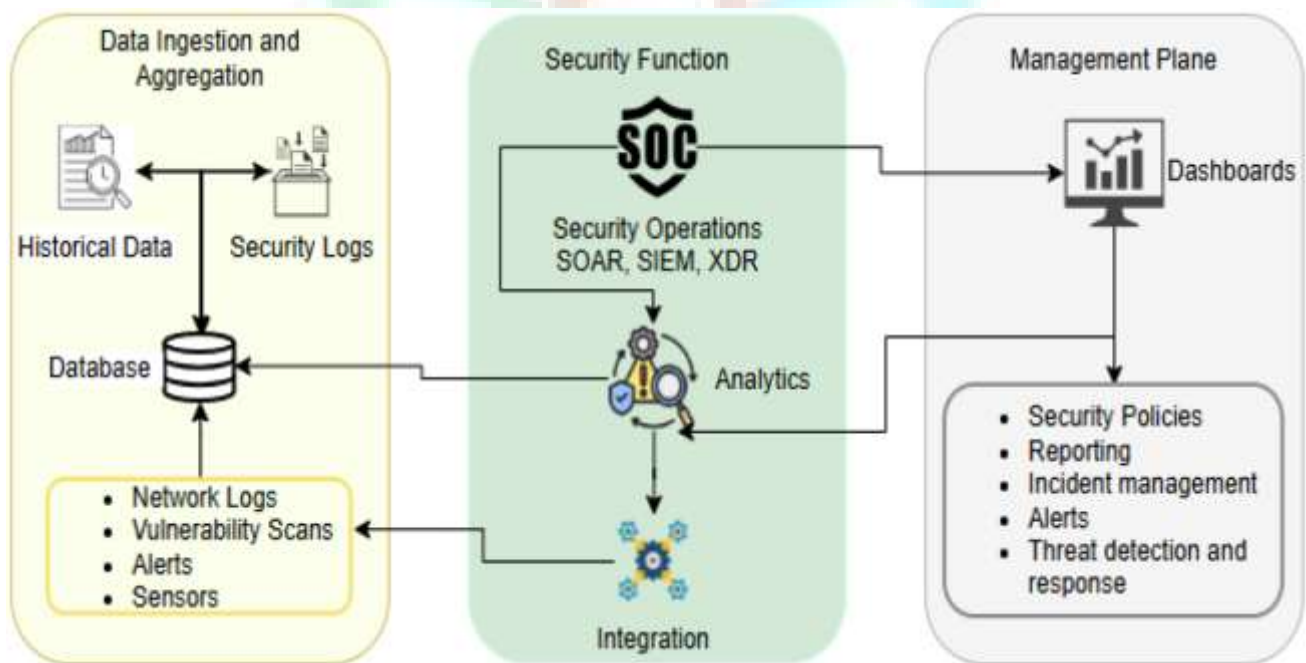 Data Ingestion and
Aggregation
Historical Data
Security Logs
Database
• Network Logs
• Vulnerability Scans
• Alerts
• Sensors
Security Function
SOC
Security Operations
SOAR, SIEM, XDR
Analytics
Integration
Management Plane
Dashboards
• Security Policies
• Reporting
• Incident management
• Alerts
• Threat detection and
response